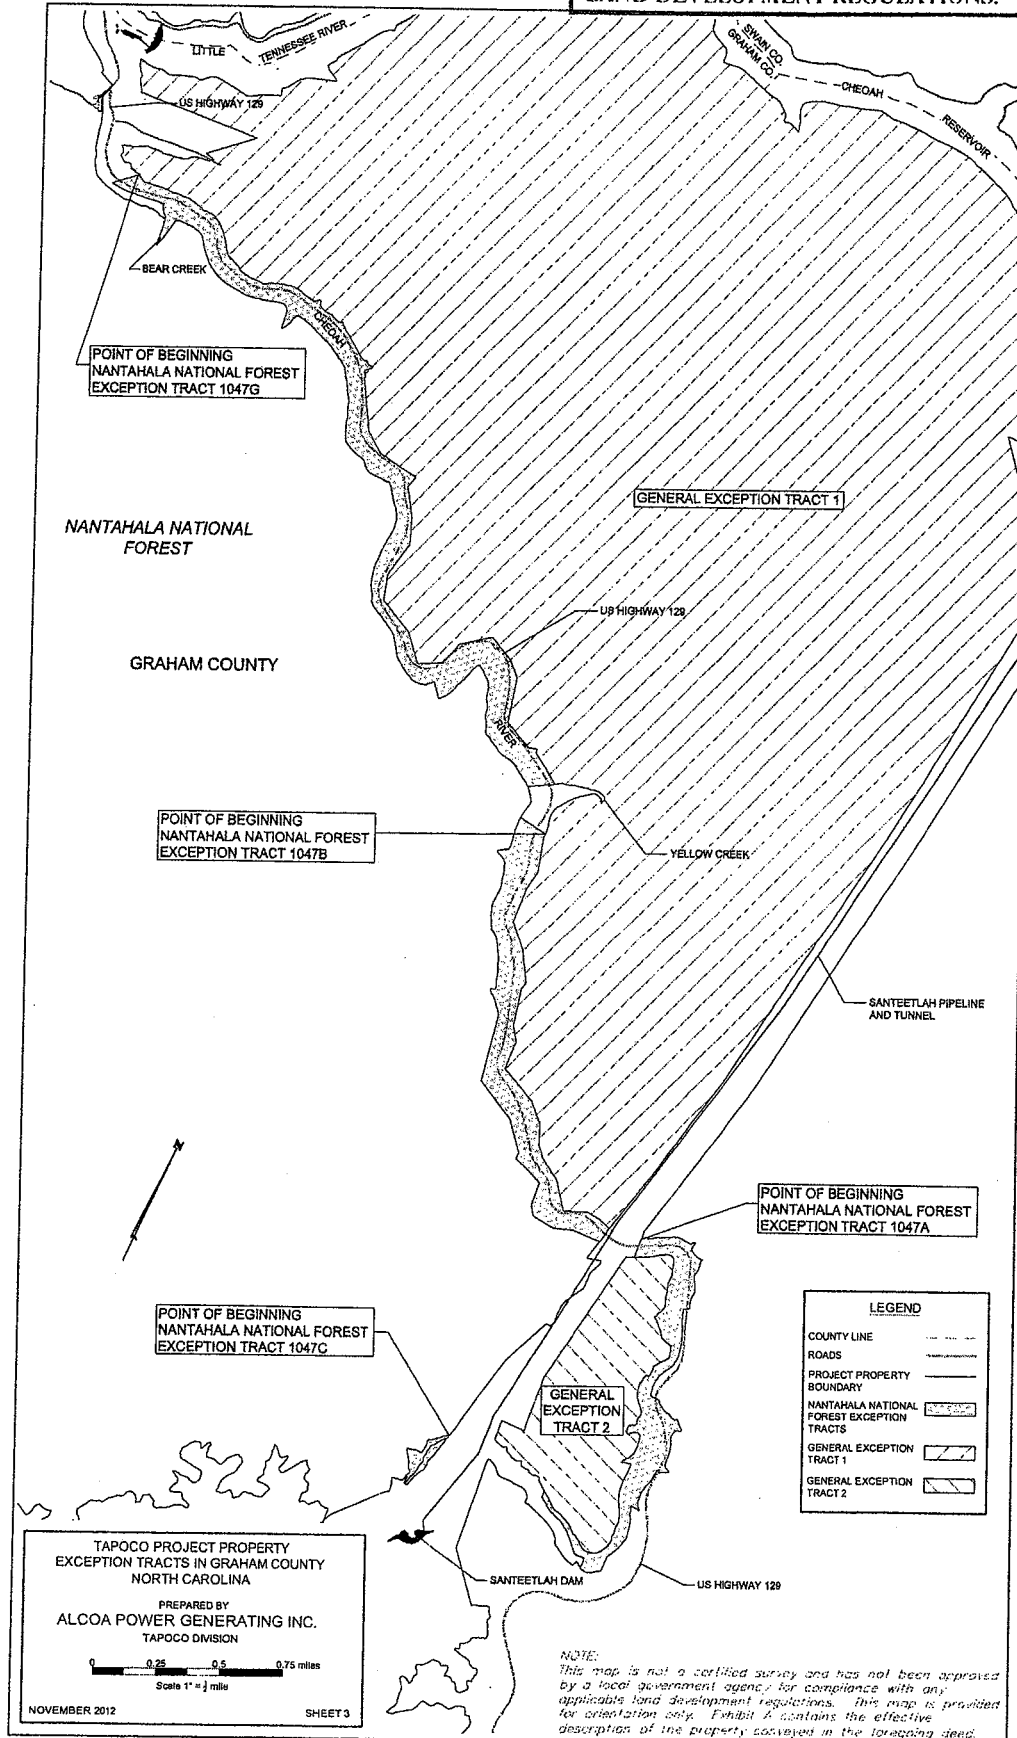 LAND DEVELOPMENT REGULATIONS.
LITTLE
TENNESSEE RIVER
SWAIN CO.
GRAHAM CO.
CHEOAH
RESERVOIR
US HIGHWAY 129
BEAR CREEK
CHEOAH
POINT OF BEGINNING
NANTAHALA NATIONAL FOREST
EXCEPTION TRACT 1047G
GENERAL EXCEPTION TRACT 1
NANTAHALA NATIONAL
FOREST
US HIGHWAY 129
GRAHAM COUNTY
RIVER
POINT OF BEGINNING
NANTAHALA NATIONAL FOREST
EXCEPTION TRACT 1047B
YELLOW CREEK
SANTEETLAH PIPELINE
AND TUNNEL
N
POINT OF BEGINNING
NANTAHALA NATIONAL FOREST
EXCEPTION TRACT 1047A
POINT OF BEGINNING
NANTAHALA NATIONAL FOREST
EXCEPTION TRACT 1047C
GENERAL
EXCEPTION
TRACT 2
LEGEND
COUNTY LINE
ROADS
PROJECT PROPERTY
BOUNDARY
NANTAHALA NATIONAL
FOREST EXCEPTION
TRACTS
GENERAL EXCEPTION
TRACT 1
GENERAL EXCEPTION
TRACT 2
SANTEETLAH DAM
US HIGHWAY 129
TAPOCO PROJECT PROPERTY
EXCEPTION TRACTS IN GRAHAM COUNTY
NORTH CAROLINA
PREPARED BY
ALCOA POWER GENERATING INC.
TAPOCO DIVISION
0 0.25 0.5 0.75 miles
Scale 1" = ½ mile
NOVEMBER 2012 SHEET 3
NOTE:
This map is not a certified survey and has not been approved
by a local government agency for compliance with any
applicable land development regulations. This map is provided
for orientation only. Exhibit A contains the effective
description of the property conveyed in the foregoing deed.